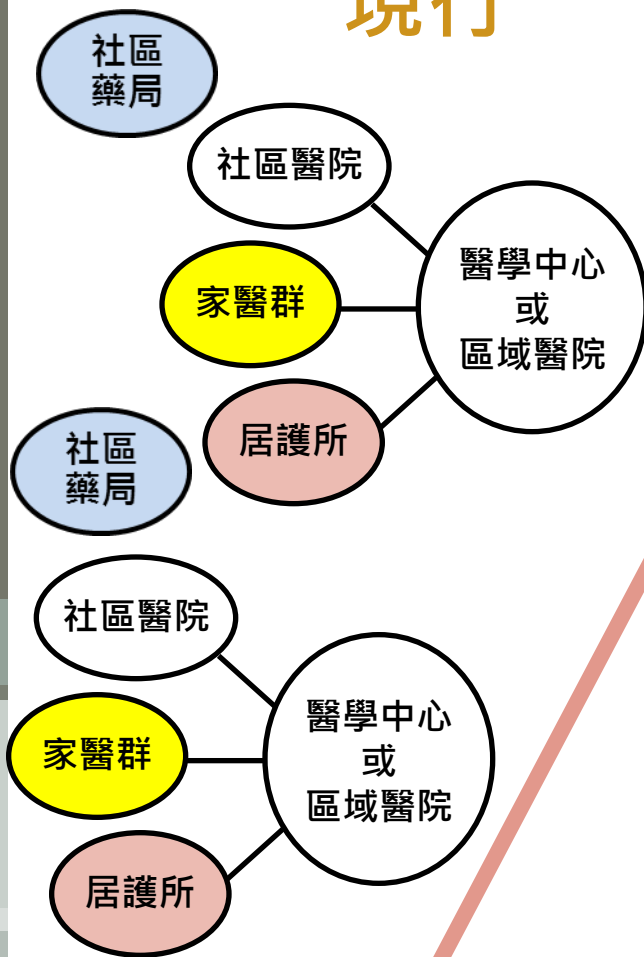 現行
社區
藥局
社區醫院
家醫群
醫學中心
或
區域醫院
居護所
社區
藥局
社區醫院
家醫群
醫學中心
或
區域醫院
居護所